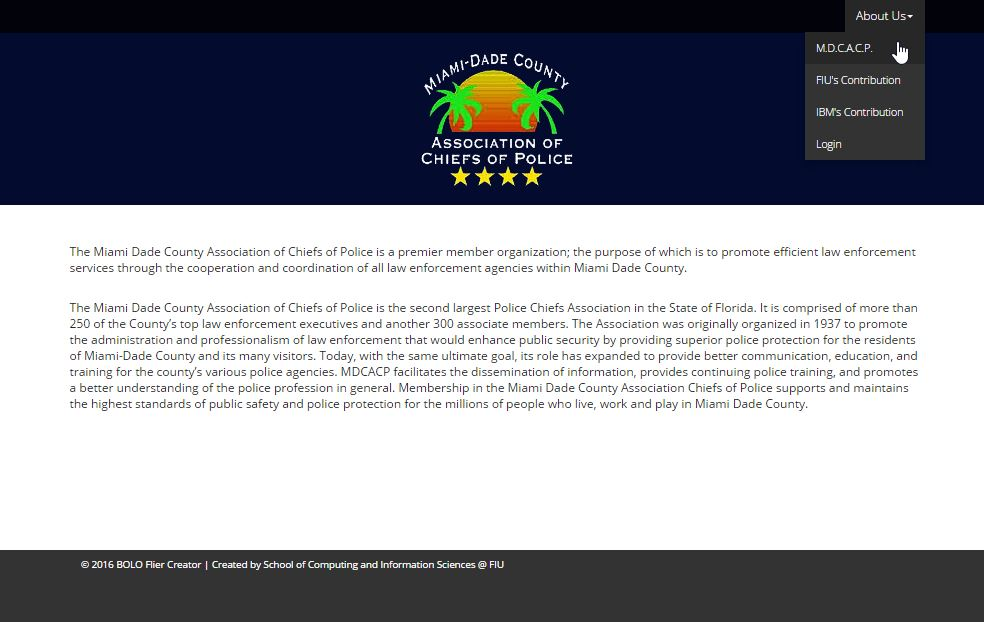 About Us
M.D.C.A.C.P.
FIU's Contribution
IBM's Contribution
Login
MIAMI-DADE COUNTY
ASSOCIATION OF
CHIEFS OF POLICE
The Miami Dade County Association of Chiefs of Police is a premier member organization; the purpose of which is to promote efficient law enforcement
services through the cooperation and coordination of all law enforcement agencies within Miami Dade County.
The Miami Dade County Association of Chiefs of Police is the second largest Police Chiefs Association in the State of Florida. It is comprised of more than
250 of the County’s top law enforcement executives and another 300 associate members. The Association was originally organized in 1937 to promote
the administration and professionalism of law enforcement that would enhance public security by providing superior police protection for the residents
of Miami-Dade County and its many visitors. Today, with the same ultimate goal, its role has expanded to provide better communication, education, and
training for the county’s various police agencies. MDCACP facilitates the dissemination of information, provides continuing police training, and promotes
a better understanding of the police profession in general. Membership in the Miami Dade County Association Chiefs of Police supports and maintains
the highest standards of public safety and police protection for the millions of people who live, work and play in Miami Dade County.
© 2016 BOLO Flier Creator | Created by School of Computing and Information Sciences @ FIU